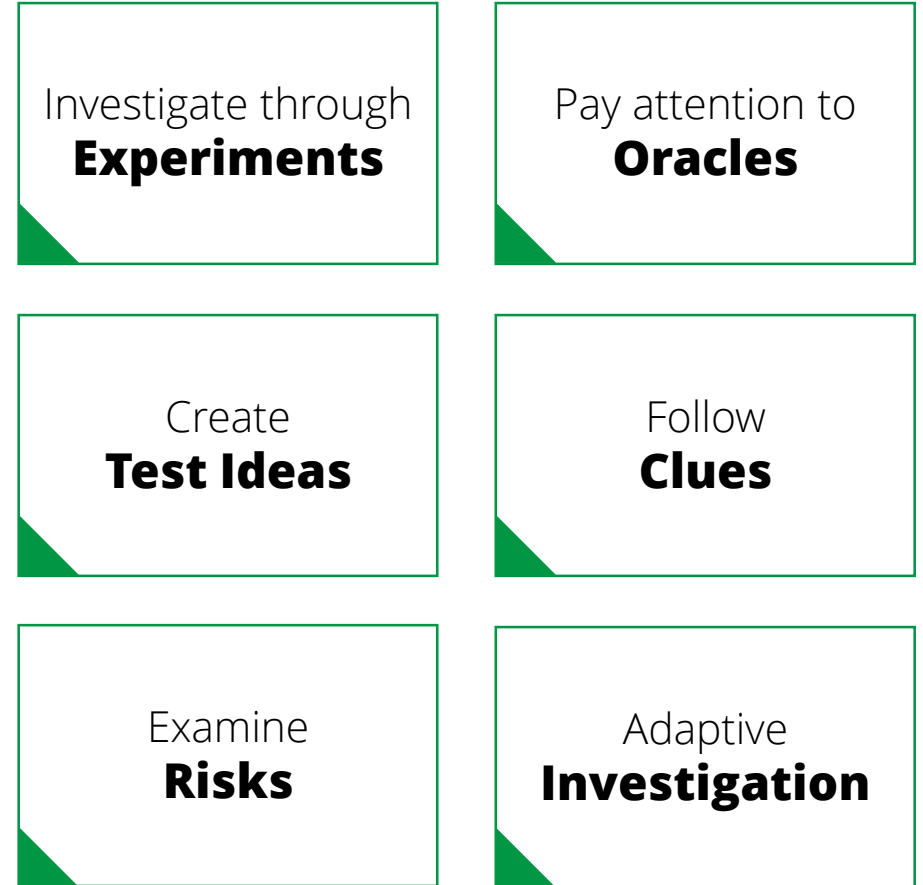 Investigate through
Experiments
Pay attention to
Oracles
Create
Test Ideas
Follow
Clues
Examine
Risks
Adaptive
Investigation